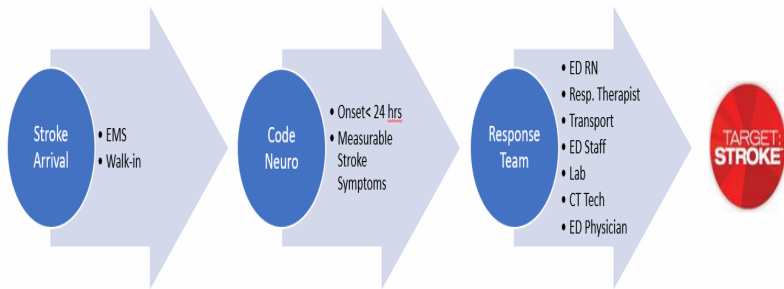 Stroke
Arrival
• EMS
• Walk-in
Code
Neuro
• Onset< 24 hrs
• Measurable
Stroke
Symptoms
Response
Team
• ED RN
• Resp. Therapist
• Transport
• ED Staff
• Lab
• CT Tech
• ED Physician
TARGET:
STROKE